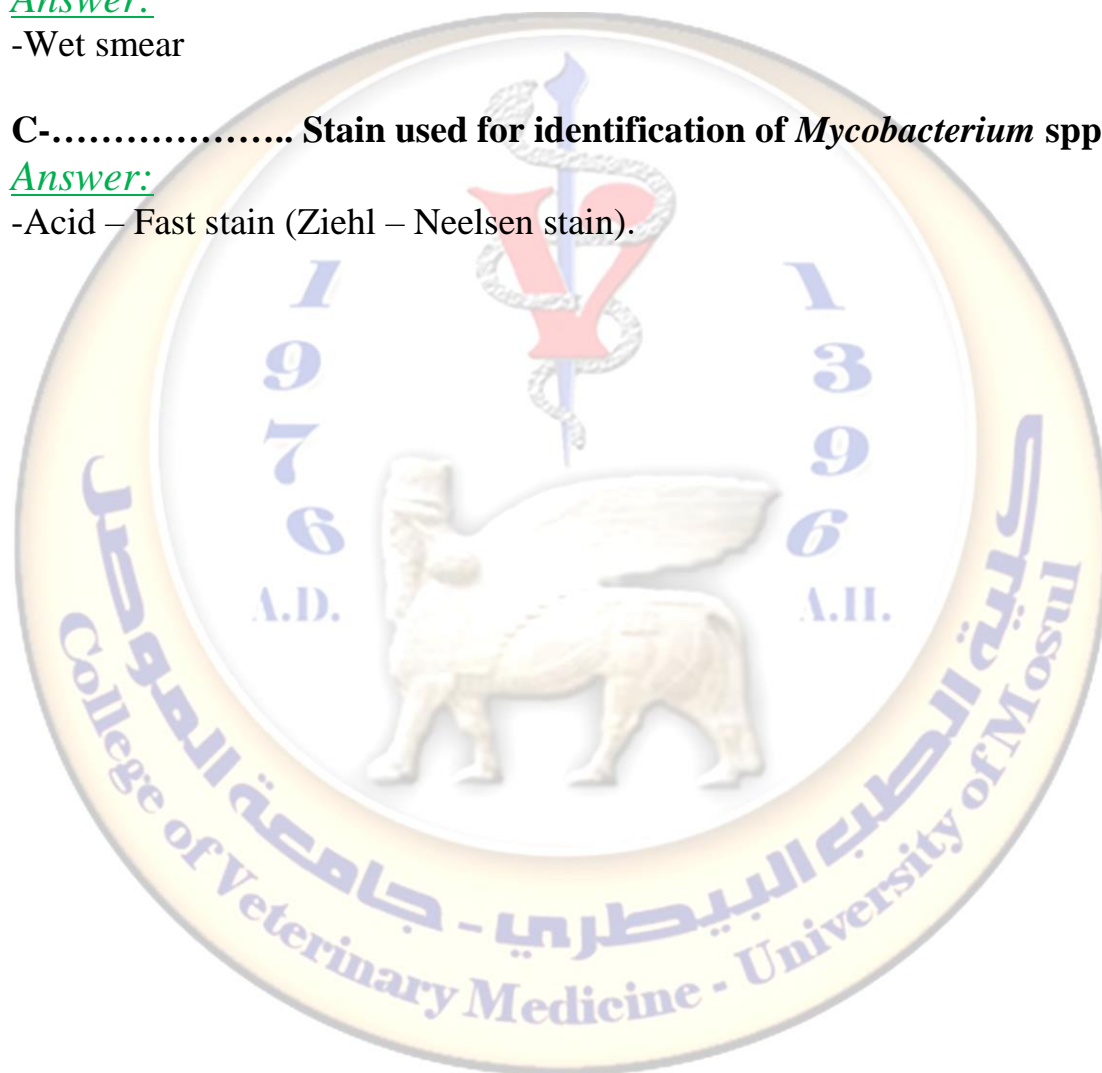 Answer:
-Wet smear
C-………………….. Stain used for identification of Mycobacterium spp
Answer:
-Acid – Fast stain (Ziehl – Neelsen stain).
1 1
9 3
7 9
6 6
A.D. A.H.
كلية الطب البيطري - جامعة الموصل
College of Veterinary Medicine - University of Mosul